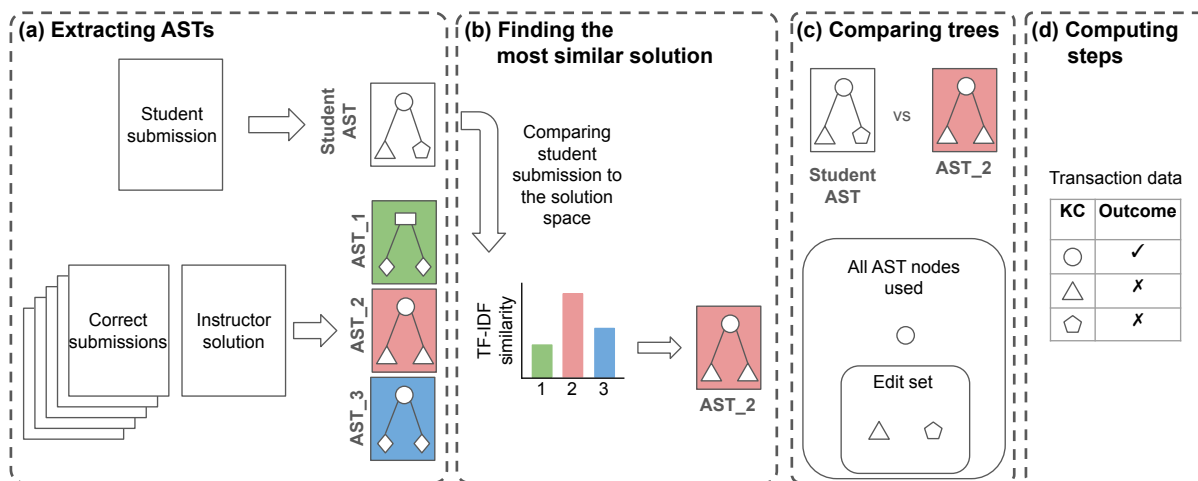 (a) Extracting ASTs
Student
submission
Student
AST
Correct
submissions
Instructor
solution
AST_1
AST_2
AST_3
(b) Finding the
most similar solution
Comparing
student
submission to
the solution
space
TF-IDF
similarity
1 2 3
AST_2
(c) Comparing trees
vs
Student
AST
AST_2
All AST nodes
used
Edit set
(d) Computing
steps
Transaction data
KC Outcome
✓
✗
✗